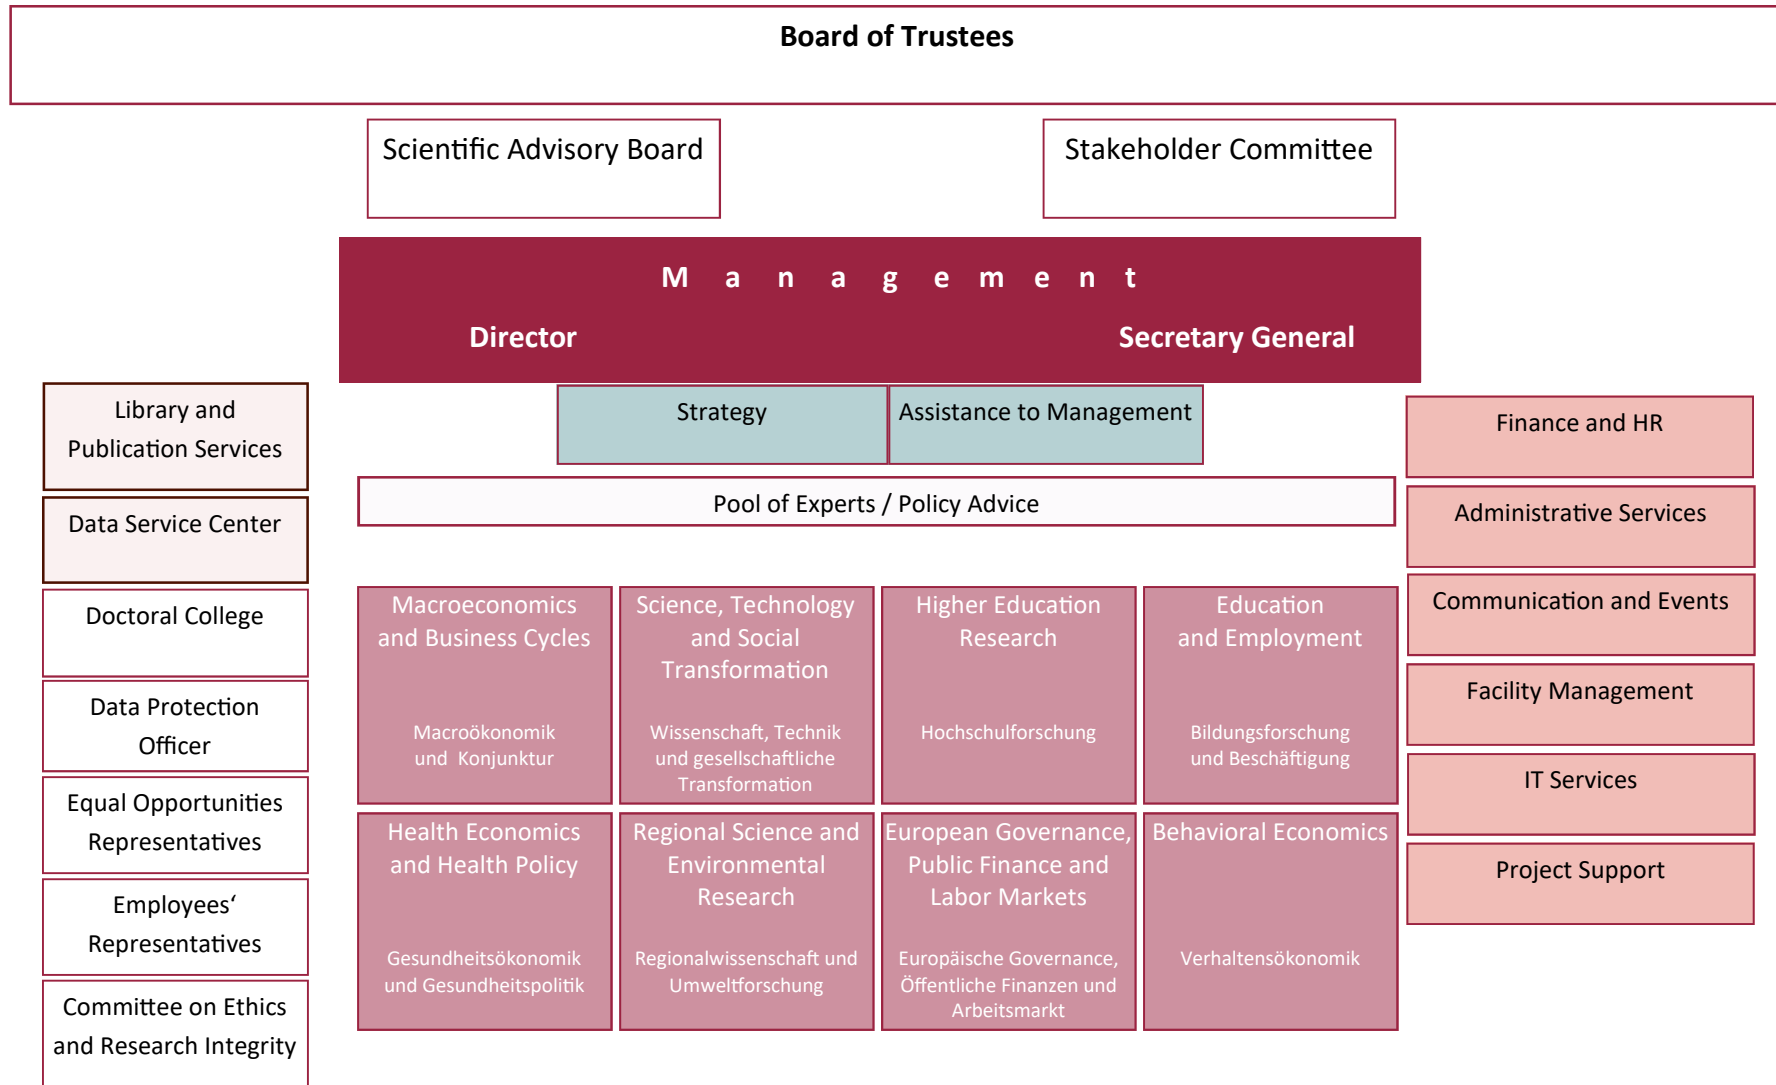 Board of Trustees
Scientific Advisory Board
Stakeholder Committee
Management
Director
Secretary General
Library and
Publication Services
Data Service Center
Doctoral College
Data Protection
Officer
Equal Opportunities
Representatives
Employees‘
Representatives
Committee on Ethics
and Research Integrity
Strategy
Assistance to Management
Pool of Experts / Policy Advice
Macroeconomics
and Business Cycles
Macroökonomik
und Konjunktur
Science, Technology
and Social
Transformation
Wissenschaft, Technik
und gesellschaftliche
Transformation
Higher Education
Research
Hochschulforschung
Education
and Employment
Bildungsforschung
und Beschäftigung
Health Economics
and Health Policy
Gesundheitsökonomik
und Gesundheitspolitik
Regional Science and
Environmental
Research
Regionalwissenschaft und
Umweltforschung
European Governance,
Public Finance and
Labor Markets
Europäische Governance,
Öffentliche Finanzen und
Arbeitsmarkt
Behavioral Economics
Verhaltensökonomik
Finance and HR
Administrative Services
Communication and Events
Facility Management
IT Services
Project Support